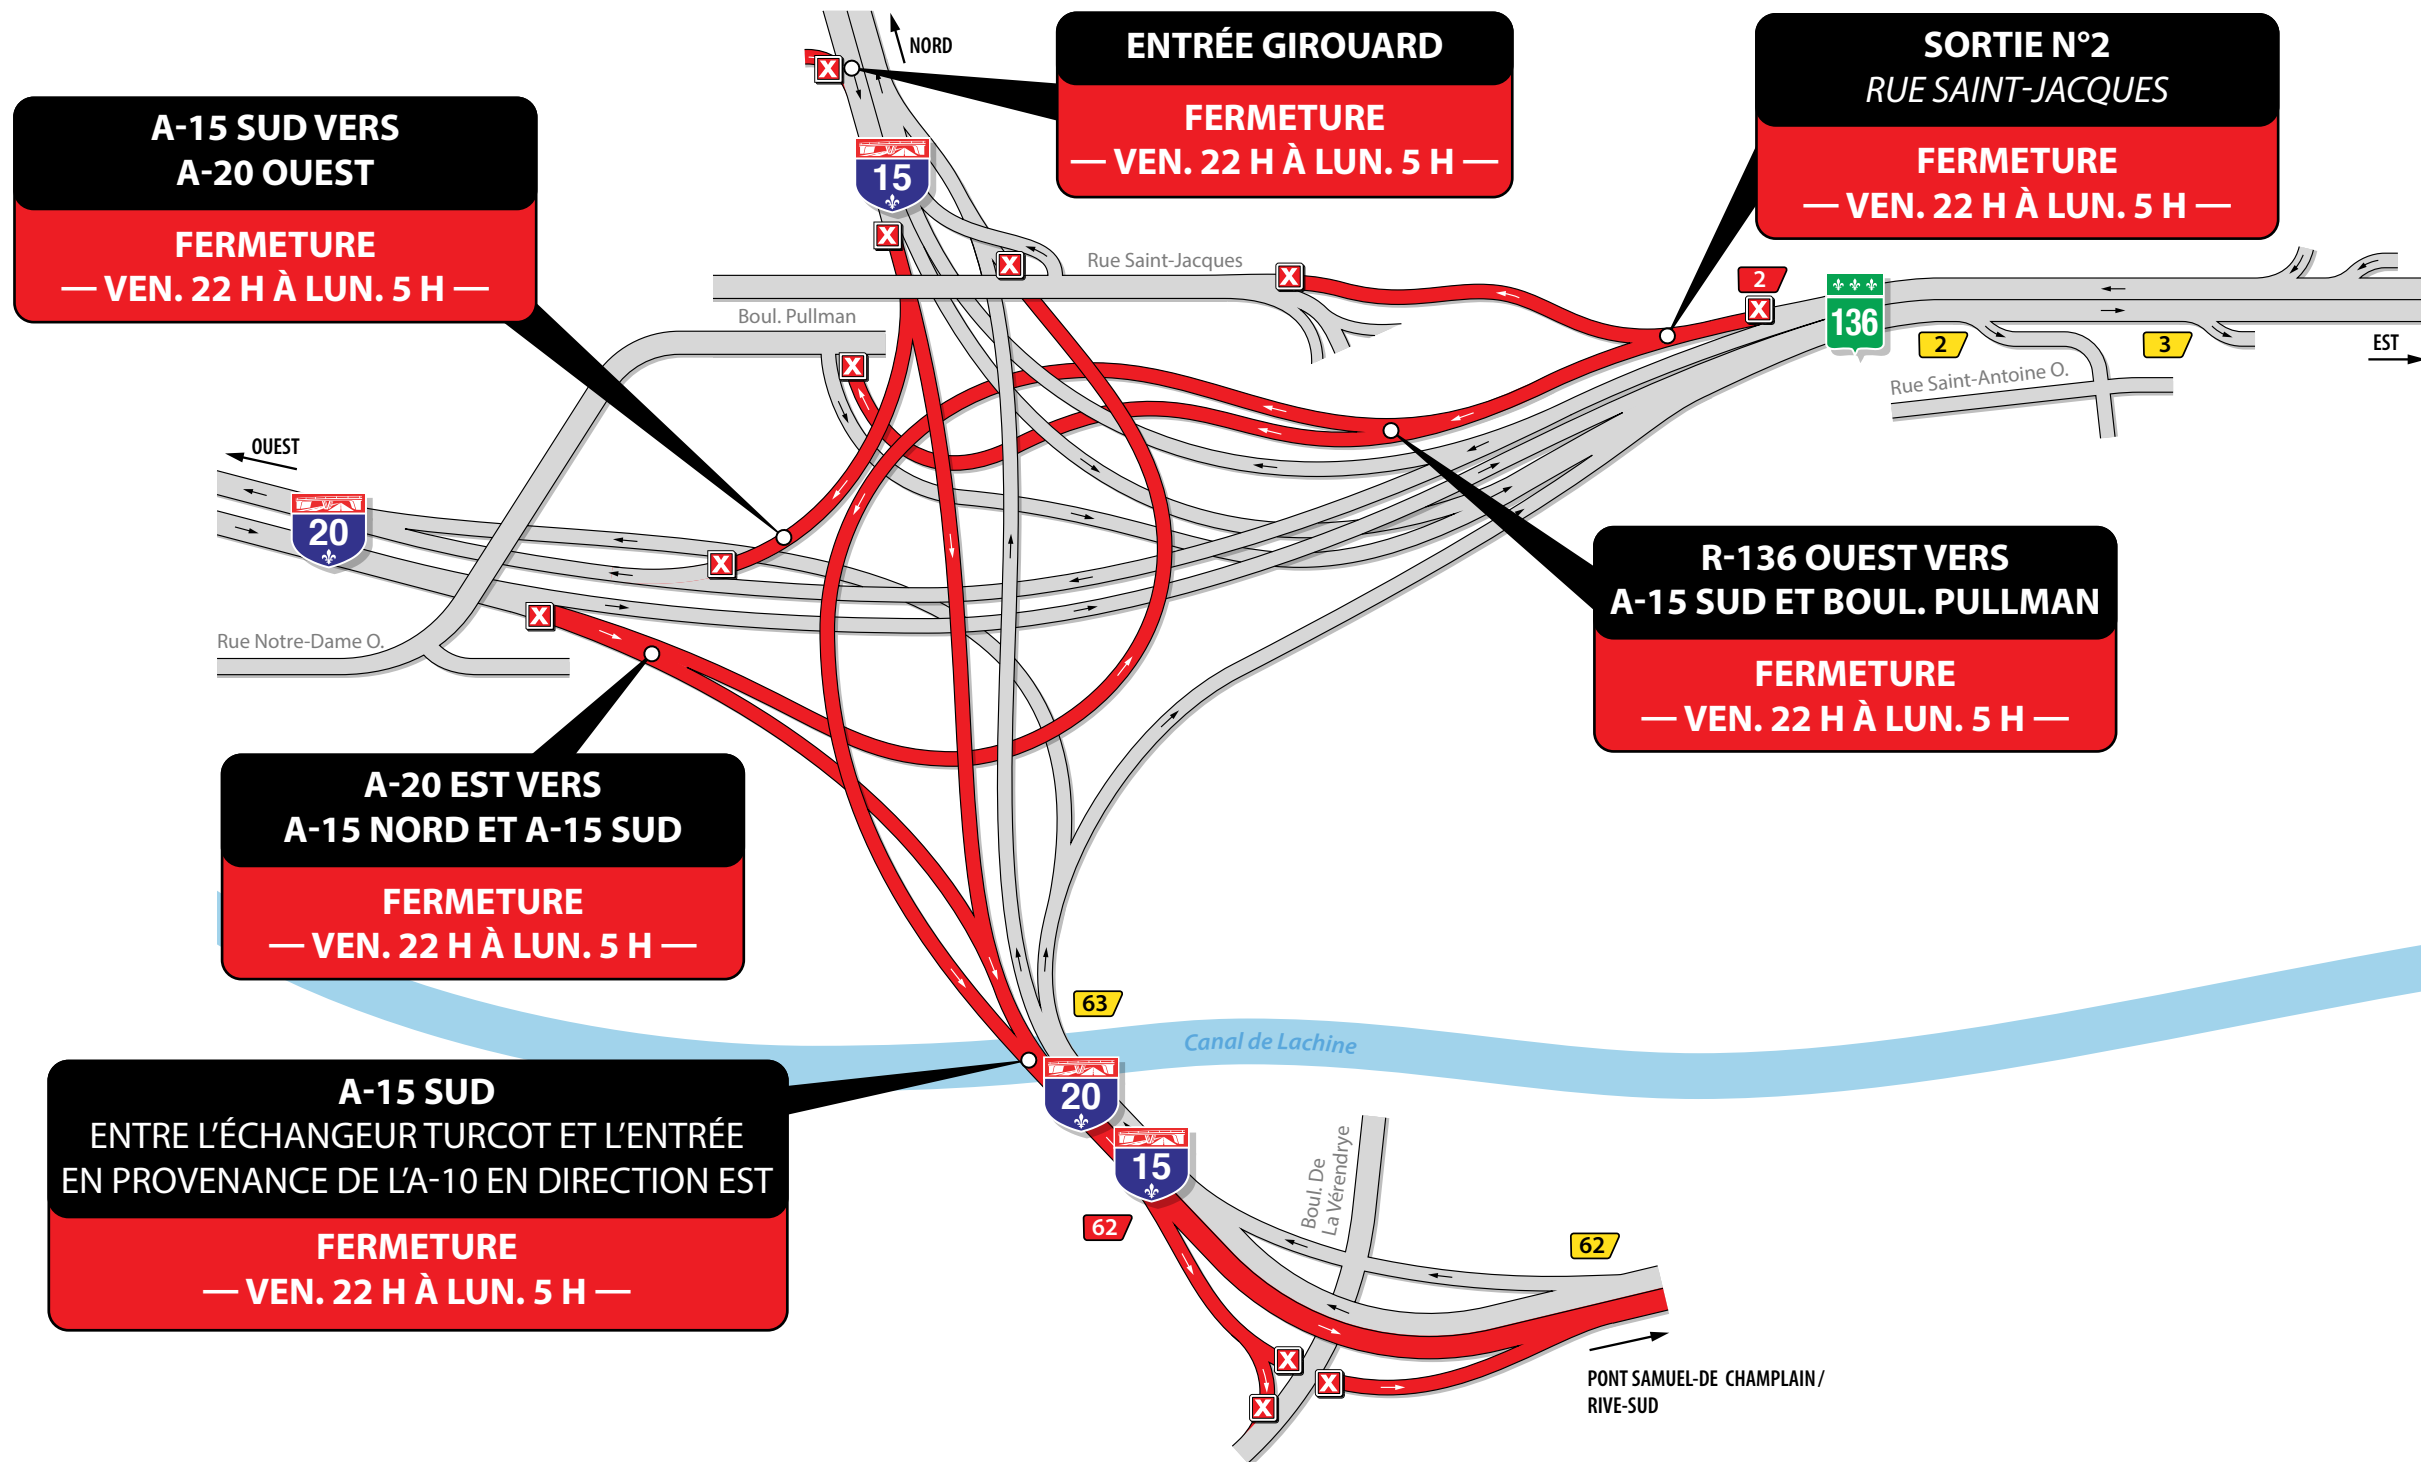 NORD
ENTRÉE GIROUARD
FERMETURE
— VEN. 22 H À LUN. 5 H —
SORTIE N°2
RUE SAINT-JACQUES
FERMETURE
— VEN. 22 H À LUN. 5 H —
A-15 SUD VERS
A-20 OUEST
FERMETURE
— VEN. 22 H À LUN. 5 H —
15
X
X
X
Rue Saint-Jacques
X
2
X
136
2
3
EST
Rue Saint-Antoine O.
Boul. Pullman
X
OUEST
20
X
X
Rue Notre-Dame O.
R-136 OUEST VERS
A-15 SUD ET BOUL. PULLMAN
FERMETURE
— VEN. 22 H À LUN. 5 H —
A-20 EST VERS
A-15 NORD ET A-15 SUD
FERMETURE
— VEN. 22 H À LUN. 5 H —
63
Canal de Lachine
A-15 SUD
ENTRE L'ÉCHANGEUR TURCOT ET L'ENTRÉE
EN PROVENANCE DE L'A-10 EN DIRECTION EST
FERMETURE
— VEN. 22 H À LUN. 5 H —
20
15
62
Boul. De
La Vérendrye
62
X
X
X
PONT SAMUEL-DE CHAMPLAIN/
RIVE-SUD